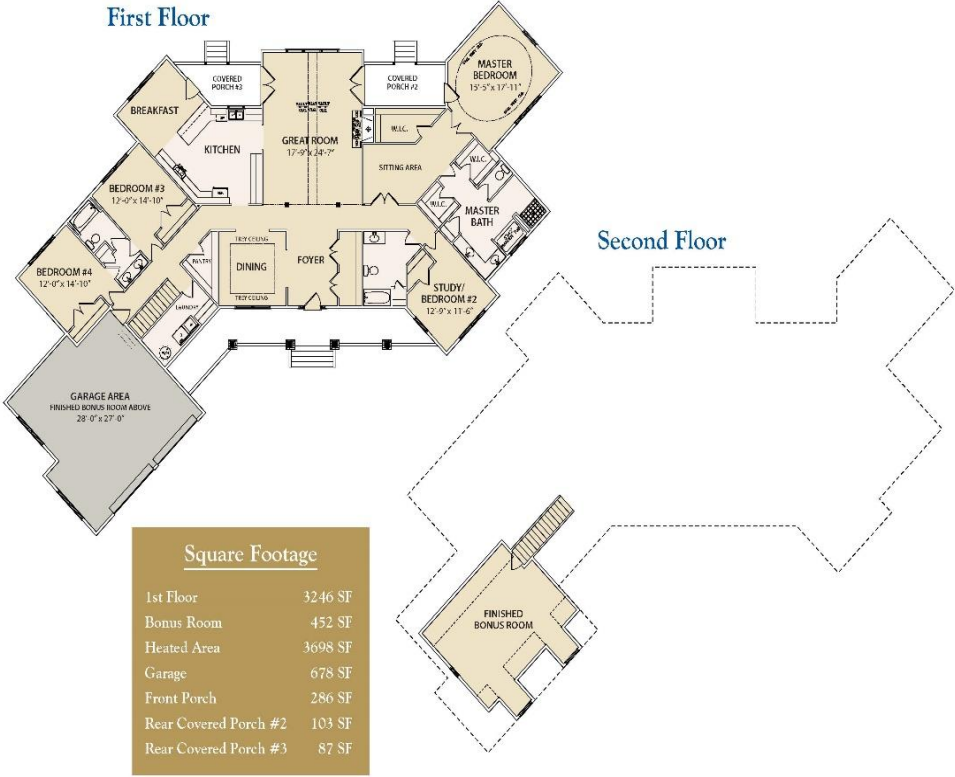 First Floor
MASTER
BEDROOM
15'-5" x 17'-11"
COVERED
PORCH #3
COVERED
PORCH #2
BREAKFAST
KITCHEN
GREAT ROOM
17'-9" x 24'-7"
W.I.C.
SITTING AREA
W.I.C.
W.I.C.
MASTER
BATH
BEDROOM #3
12'-0" x 14'-10"
BEDROOM #4
12'-0" x 14'-10"
PANTRY
LAUNDRY
TREY CEILING
DINING
TREY CEILING
FOYER
STUDY/
BEDROOM #2
12'-9" x 11'-6"
GARAGE AREA
FINISHED BONUS ROOM ABOVE
28'-0" x 27'-0"
Second Floor
FINISHED
BONUS ROOM
Square Footage
1st Floor 3246 SF
Bonus Room 452 SF
Heated Area 3698 SF
Garage 678 SF
Front Porch 286 SF
Rear Covered Porch #2 103 SF
Rear Covered Porch #3 87 SF